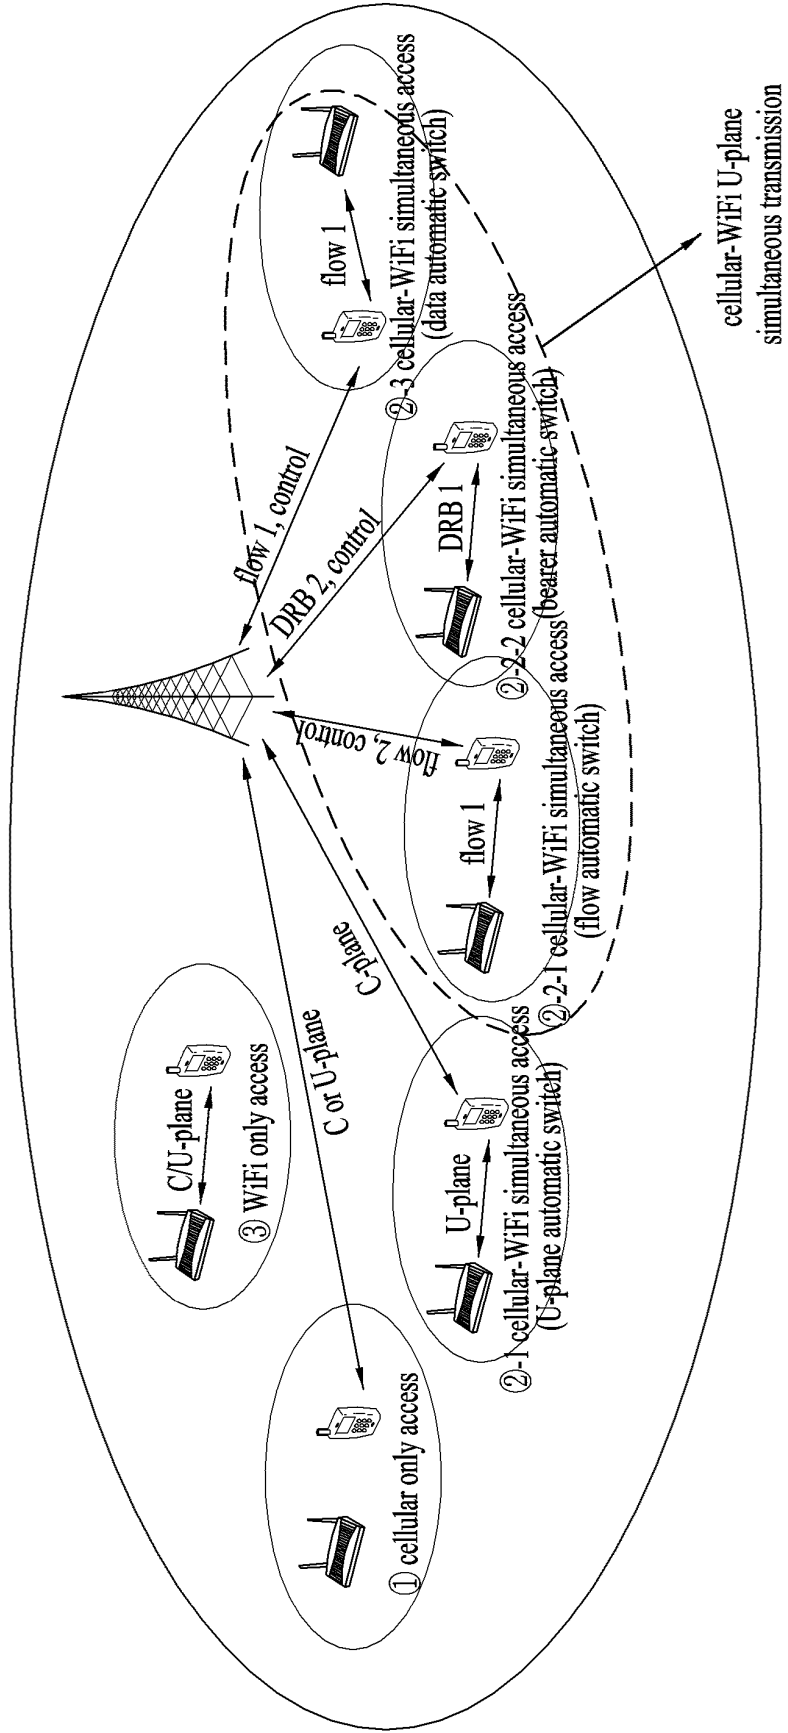 ① cellular only access
C or U-plane
C/U-plane
③ WiFi only access
C-plane
U-plane
②-1 cellular-WiFi simultaneous access
(U-plane automatic switch)
flow 2, control
flow 1
②-2-1 cellular-WiFi simultaneous access
(flow automatic switch)
DRB 2, control
DRB 1
②-2-2 cellular-WiFi simultaneous access
(bearer automatic switch)
flow 1, control
flow 1
②-3 cellular-WiFi simultaneous access
(data automatic switch)
cellular-WiFi U-plane
simultaneous transmission